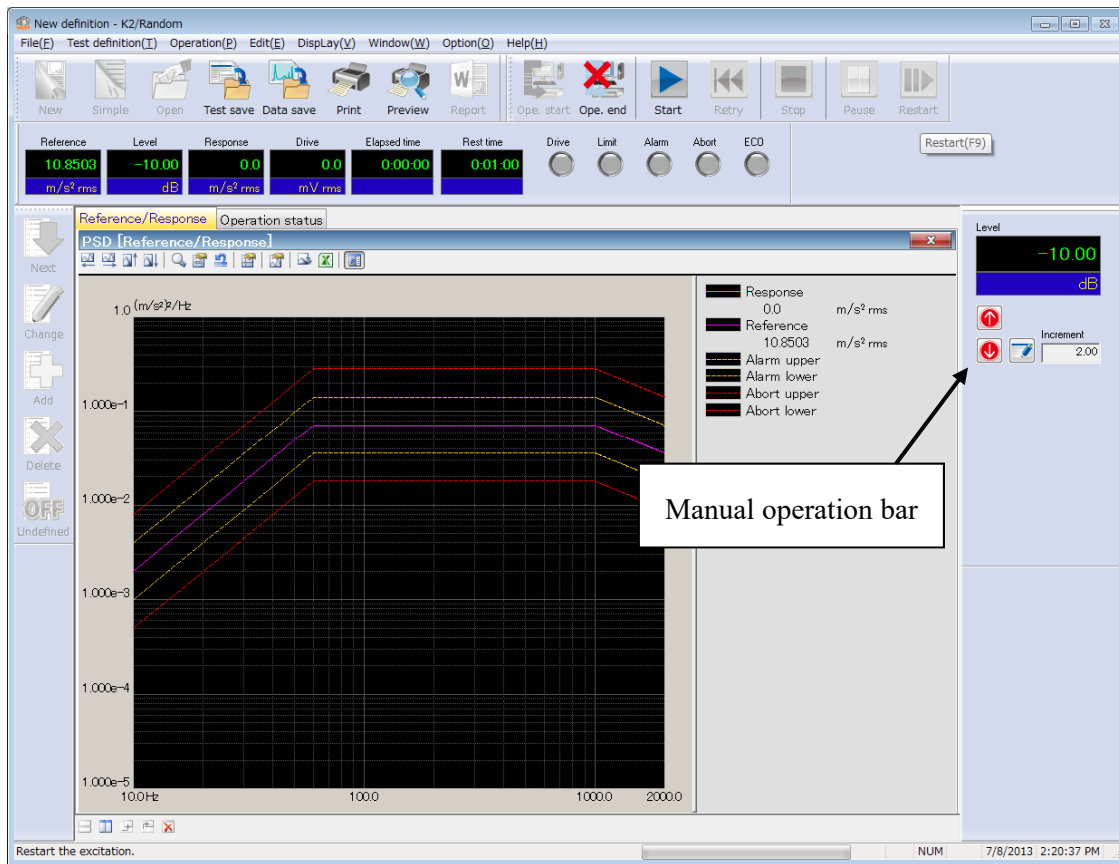 New definition - K2/Random
File(F) Test definition(T) Operation(P) Edit(E) DispLay(V) Window(W) Option(O) Help(H)
New Simple Open Test save Data save Print Preview Report Ope. start Ope. end Start Retry Stop Pause Restart
Reference Level Response Drive Elapsed time Rest time Drive Limit Alarm Abort ECO
10.8503 -10.00 0.0 0.0 0:00:00 0:01:00
m/s² rms dB m/s² rms mV rms
Restart(F9)
Next
Change
Add
Delete
OFF
Undefined
Reference/Response Operation status
PSD [Reference/Response]
1.0 (m/s²)²/Hz
1.000e-1
1.000e-2
1.000e-3
1.000e-4
1.000e-5
10.0Hz 100.0 1000.0 2000.0
Response
0.0 m/s² rms
Reference
10.8503 m/s² rms
Alarm upper
Alarm lower
Abort upper
Abort lower
Level
-10.00
dB
Increment
2.00
Manual operation bar
Restart the excitation. NUM 7/8/2013 2:20:37 PM